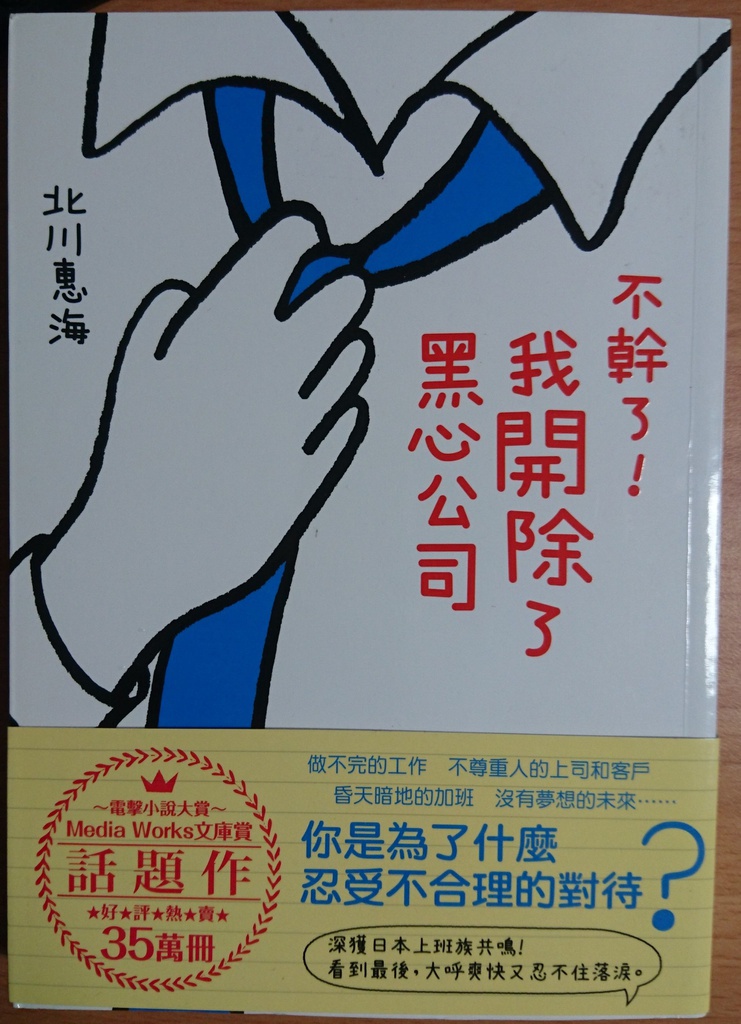 不幹了!
我開除了
黑心公司
北川惠海
~電擊小說大賞~
Media Works文庫賞
話題作
★好★評★熱★賣★
35萬冊
做不完的工作 不尊重人的上司和客戶
昏天暗地的加班 沒有夢想的未來⋯⋯
你是為了什麼
忍受不合理的對待?
深獲日本上班族共鳴!
看到最後,大呼爽快又忍不住落淚。